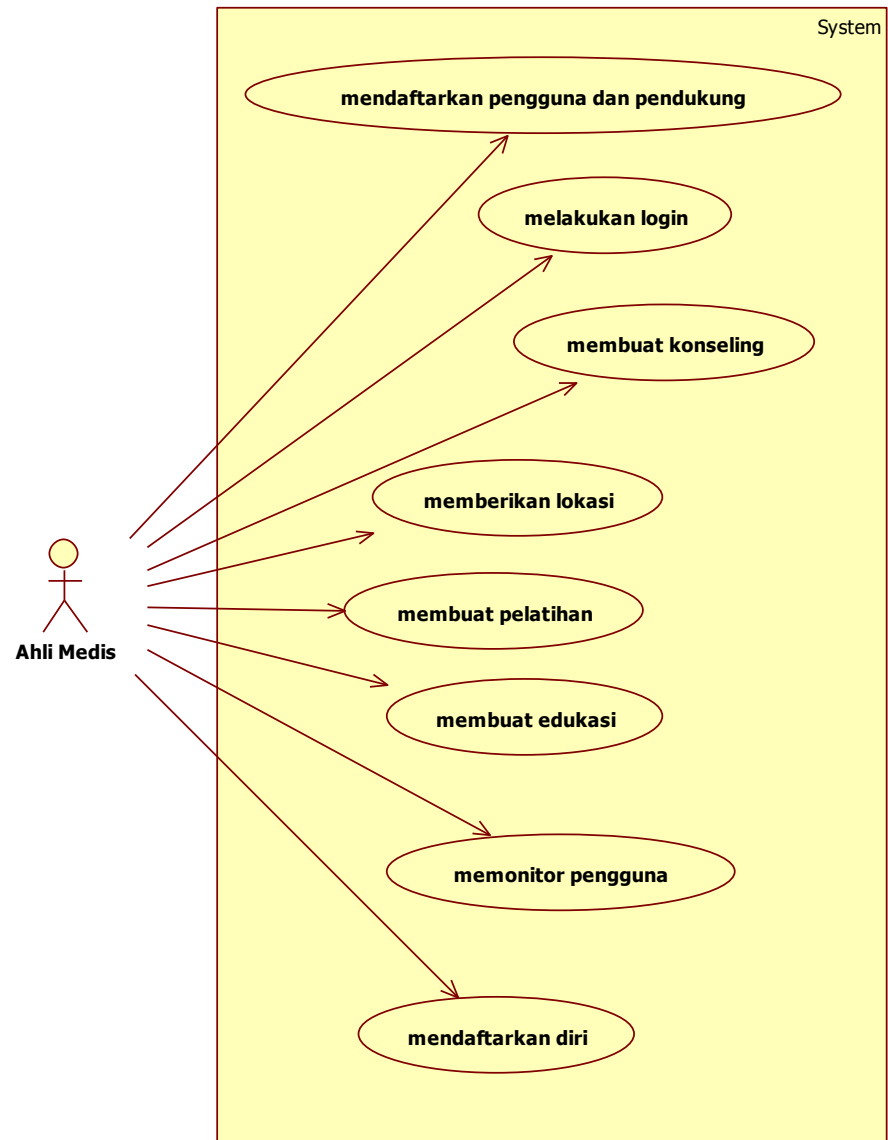 System
mendaftarkan pengguna dan pendukung
melakukan login
membuat konseling
memberikan lokasi
membuat pelatihan
Ahli Medis
membuat edukasi
memonitor pengguna
mendaftarkan diri